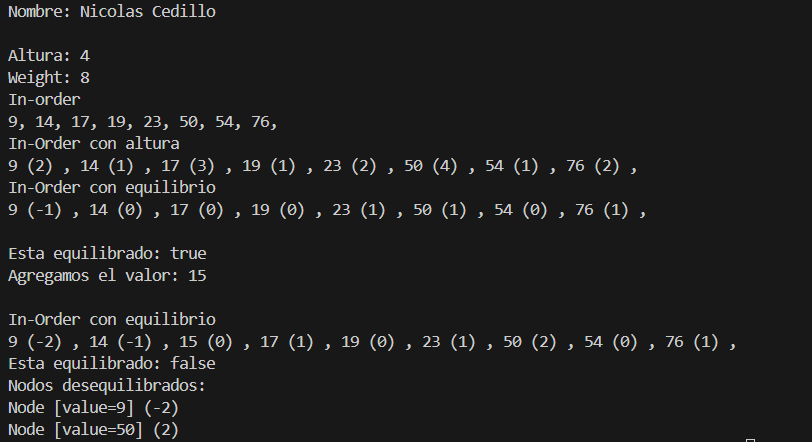 Nombre: Nicolas Cedillo
Altura: 4
Weight: 8
In-order
9, 14, 17, 19, 23, 50, 54, 76,
In-Order con altura
9 (2) , 14 (1) , 17 (3) , 19 (1) , 23 (2) , 50 (4) , 54 (1) , 76 (2) ,
In-Order con equilibrio
9 (-1) , 14 (0) , 17 (0) , 19 (0) , 23 (1) , 50 (1) , 54 (0) , 76 (1) ,
Esta equilibrado: true
Agregamos el valor: 15
In-Order con equilibrio
9 (-2) , 14 (-1) , 15 (0) , 17 (1) , 19 (0) , 23 (1) , 50 (2) , 54 (0) , 76 (1) ,
Esta equilibrado: false
Nodos desequilibrados:
Node [value=9] (-2)
Node [value=50] (2)